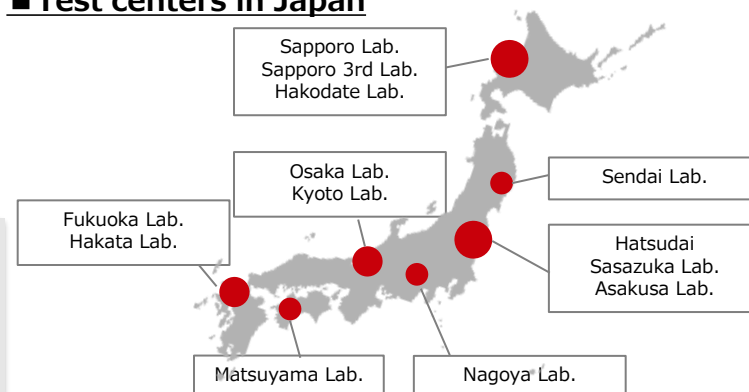 ■Test centers in Japan
Sapporo Lab.
Sapporo 3rd Lab.
Hakodate Lab.
Osaka Lab.
Kyoto Lab.
Sendai Lab.
Fukuoka Lab.
Hakata Lab.
Hatsudai
Sasazuka Lab.
Asakusa Lab.
Matsuyama Lab.
Nagoya Lab.